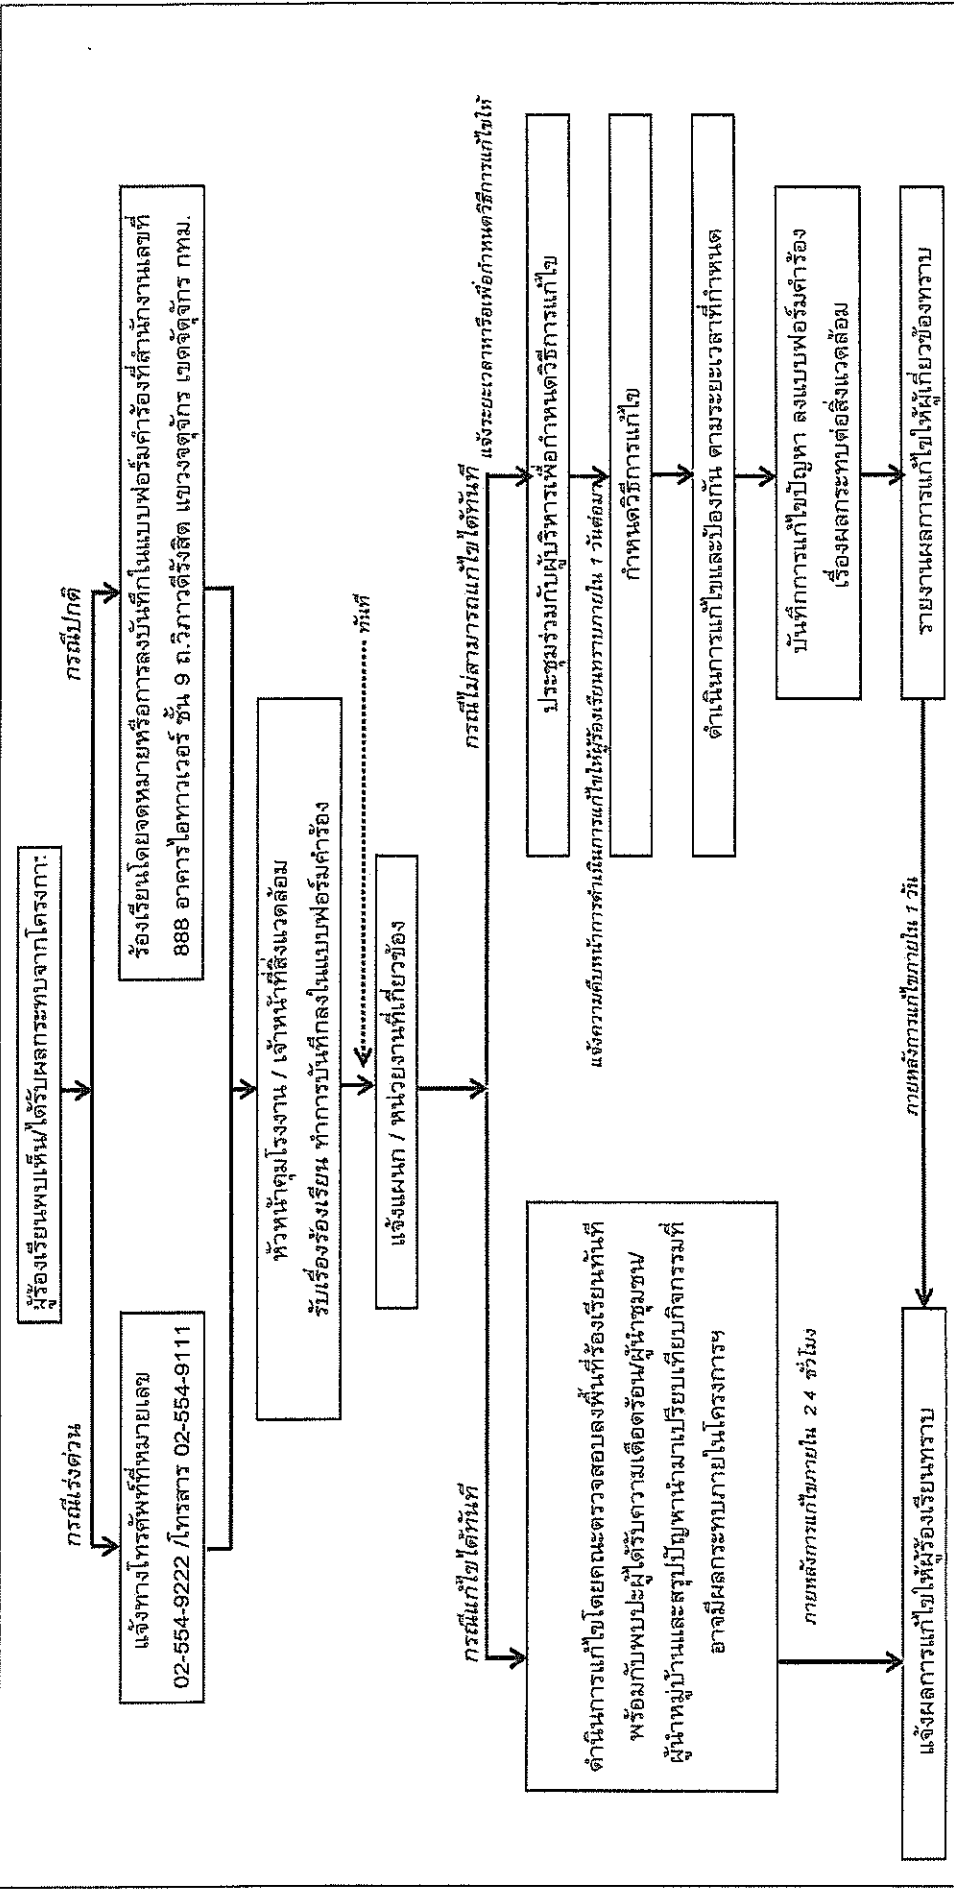 ผู้ร้องเรียนพบเห็น/ได้รับผลกระทบจากโครงการ
กรณีเร่งด่วน
กรณีปกติ
แจ้งทางโทรศัพท์ที่หมายเลข
02-554-9222 /โทรสาร 02-554-9111
ร้องเรียนโดยจดหมายหรือการลงบันทึกในแบบฟอร์มคำร้องที่สำนักงานเลขที่
888 อาคารไอทาวเวอร์ ชั้น 9 ถ.วิภาวดีรังสิต แขวงจตุจักร เขตจัตุจักร กทม.
หัวหน้าคุมโรงงาน / เจ้าหน้าที่สิ่งแวดล้อม
รับเรื่องร้องเรียน ทำการบันทึกลงในแบบฟอร์มคำร้อง
ทันที
แจ้งแผนก / หน่วยงานที่เกี่ยวข้อง
กรณีแก้ไขได้ทันที
กรณีไม่สามารถแก้ไขได้ทันที
แจ้งระยะเวลาหารือเพื่อกำหนดวิธีการแก้ไขให้
ดำนินการแก้ไขโดยคณะตรวจสอบลงพื้นที่ร้องเรียนทันที
พร้อมกับพบปะผู้ได้รับความเดือดร้อน/ผู้นำชุมชน/
ผู้นำหมู่บ้านและสรุปปัญหานำมาเปรียบเทียบกิจกรรมที่
อาจมีผลกระทบภายในโครงการฯ
ประชุมร่วมกับผู้บริหารเพื่อกำหนดวิธีการแก้ไข
แจ้งความคืบหน้าการดำเนินการแก้ไขให้ผู้ร้องเรียนทราบภายใน 1 วันต่อมา
กำหนดวิธีการแก้ไข
ดำเนินการแก้ไขและป้องกัน ตามระยะเวลาที่กำหนด
บันทึกการแก้ไขปัญหา ลงแบบฟอร์มคำร้อง
เรื่องผลกระทบต่อสิ่งแวดล้อม
ภายหลังการแก้ไขภายใน 24 ชั่วโมง
ภายหลังการแก้ไขภายใน 1 วัน
แจ้งผลการแก้ไขให้ผู้ร้องเรียนทราบ
รายงานผลการแก้ไขให้ผู้เกี่ยวข้องทราบ